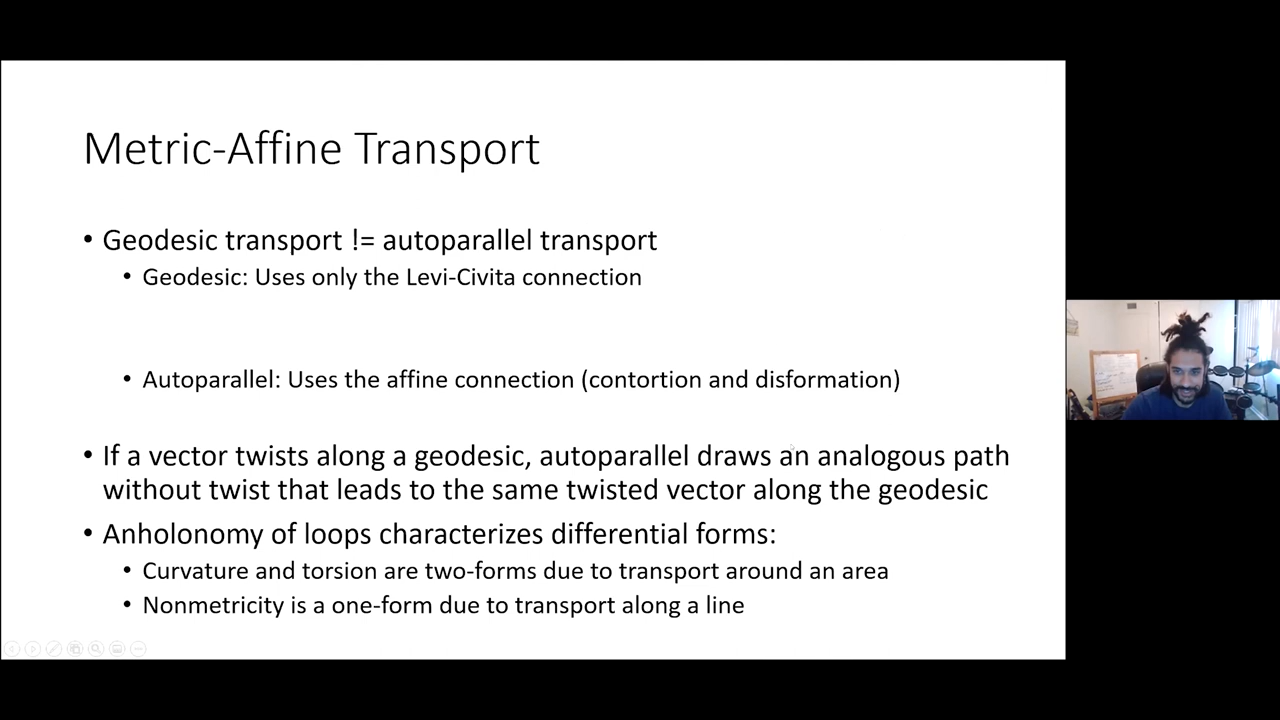 Metric-Affine Transport
• Geodesic transport != autoparallel transport
• Geodesic: Uses only the Levi-Civita connection
• Autoparallel: Uses the affine connection (contortion and disformation)
• If a vector twists along a geodesic, autoparallel draws an analogous path
without twist that leads to the same twisted vector along the geodesic
• Anholonomy of loops characterizes differential forms:
• Curvature and torsion are two-forms due to transport around an area
• Nonmetricity is a one-form due to transport along a line